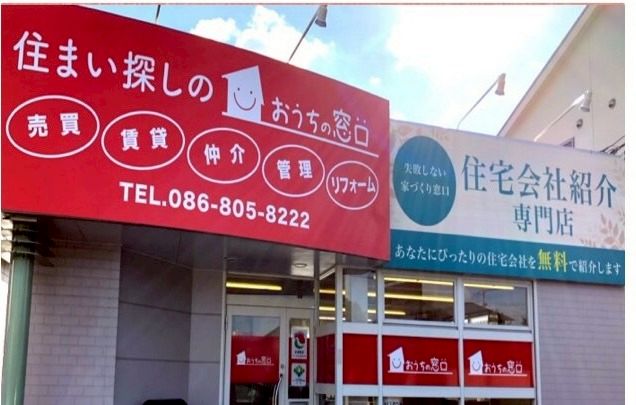 住まい探しの
おうちの窓口
売買
賃貸
仲介
管理
リフォーム
TEL.086-805-8222
失敗しない
家づくり窓口
住宅会社紹介
専門店
あなたにぴったりの住宅会社を無料で紹介します
おうちの窓口
おうちの窓口
おうちの窓口